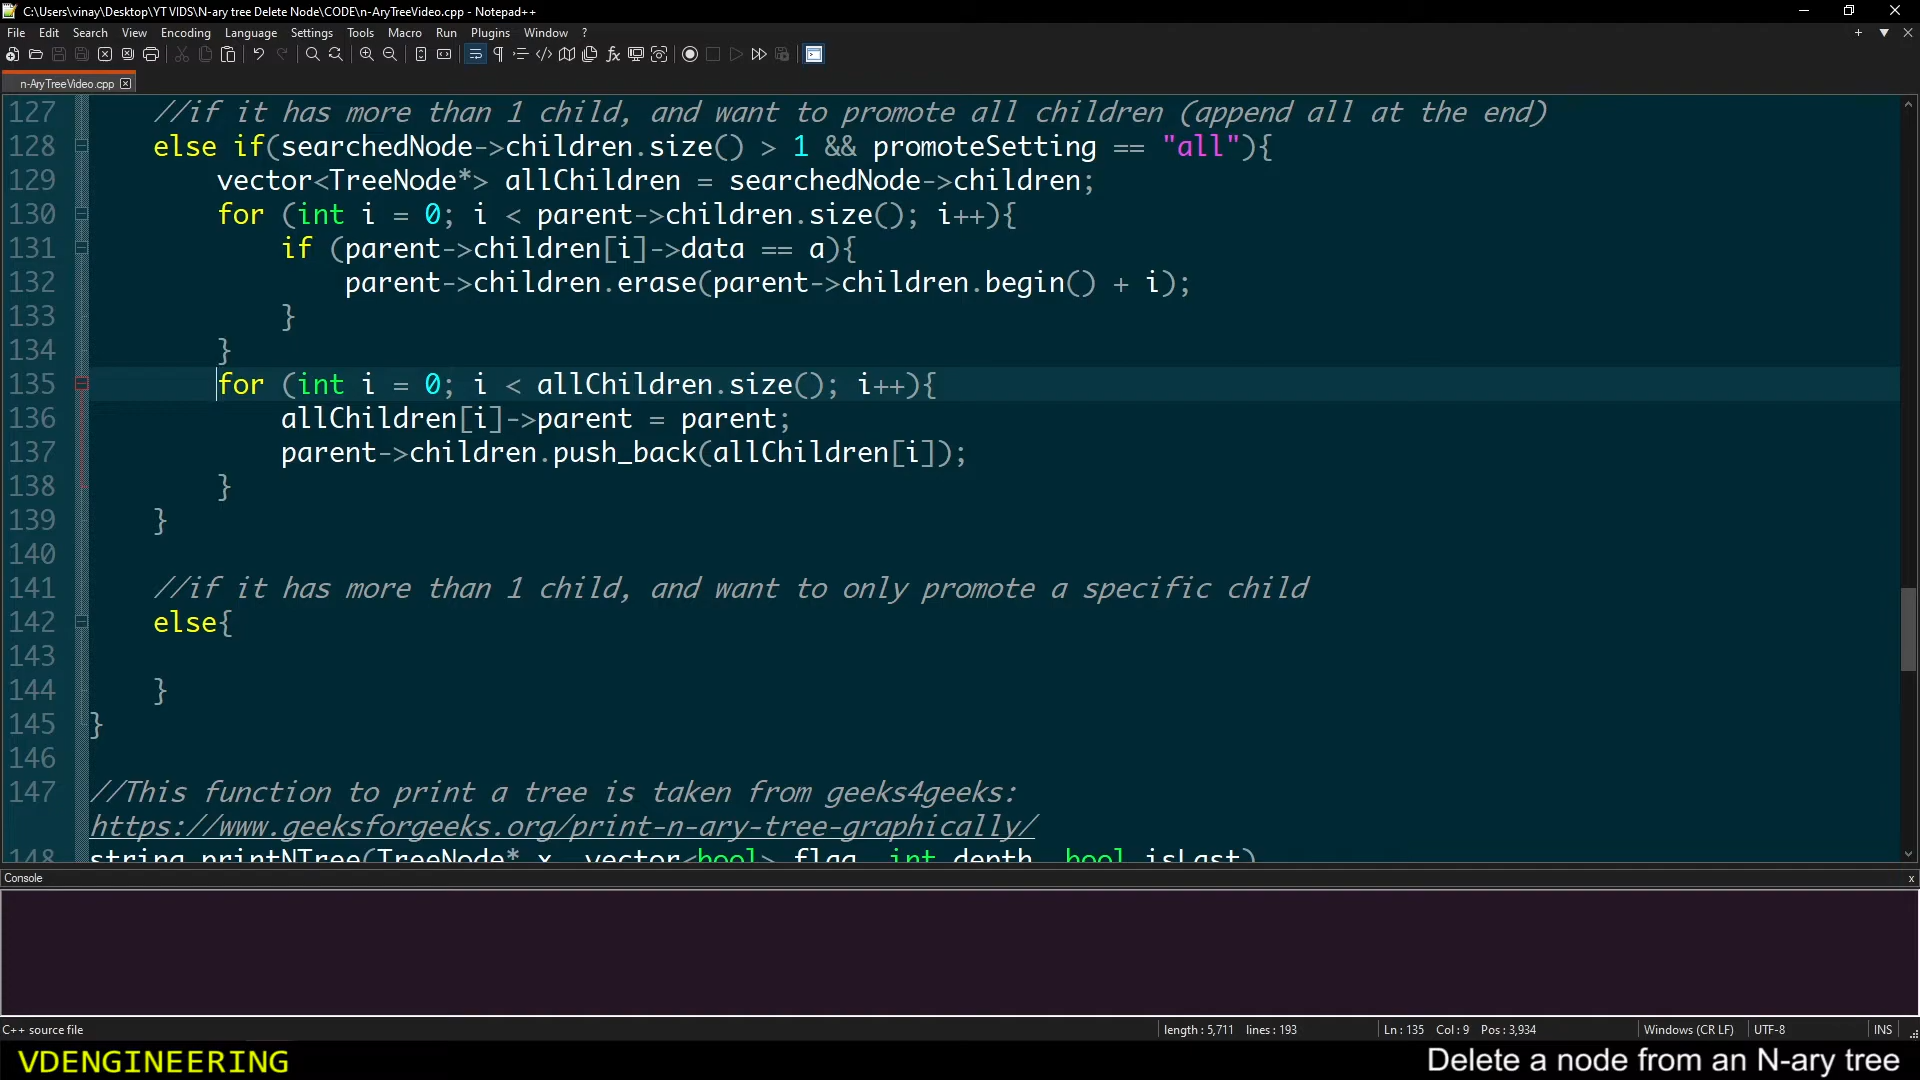 C:\Users\vinay\Desktop\YT VIDS\N-ary tree Delete Node\CODE\n-AryTreeVideo.cpp - Notepad++
File Edit Search View Encoding Language Settings Tools Macro Run Plugins Window ?
n-AryTreeVideo.cpp
127 //if it has more than 1 child, and want to promote all children (append all at the end)
128 else if(searchedNode->children.size() > 1 && promoteSetting == "all"){
129 vector<TreeNode*> allChildren = searchedNode->children;
130 for (int i = 0; i < parent->children.size(); i++){
131 if (parent->children[i]->data == a){
132 parent->children.erase(parent->children.begin() + i);
133 }
134 }
135 for (int i = 0; i < allChildren.size(); i++){
136 allChildren[i]->parent = parent;
137 parent->children.push_back(allChildren[i]);
138 }
139 }
140
141 //if it has more than 1 child, and want to only promote a specific child
142 else{
143
144 }
145 }
146
147 //This function to print a tree is taken from geeks4geeks:
https://www.geeksforgeeks.org/print-n-ary-tree-graphically/
148 string printNTree(TreeNode* x, vector<bool> flag, int depth, bool isLast)
Console
C++ source file length : 5,711 lines : 193 Ln : 135 Col : 9 Pos : 3,934 Windows (CR LF) UTF-8 INS
VDENGINEERING Delete a node from an N-ary tree